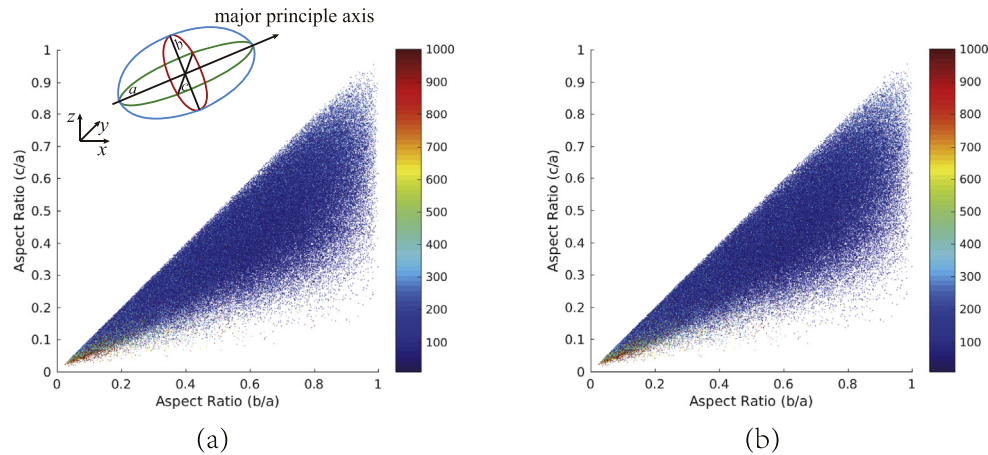 major principle axis
b
a
c
z
y
x
1
0.9
0.8
0.7
0.6
0.5
0.4
0.3
0.2
0.1
0
Aspect Ratio (c/a)
0 0.2 0.4 0.6 0.8 1
Aspect Ratio (b/a)
1000
900
800
700
600
500
400
300
200
100
(a)
1
0.9
0.8
0.7
0.6
0.5
0.4
0.3
0.2
0.1
0
Aspect Ratio (c/a)
0 0.2 0.4 0.6 0.8 1
Aspect Ratio (b/a)
1000
900
800
700
600
500
400
300
200
100
(b)